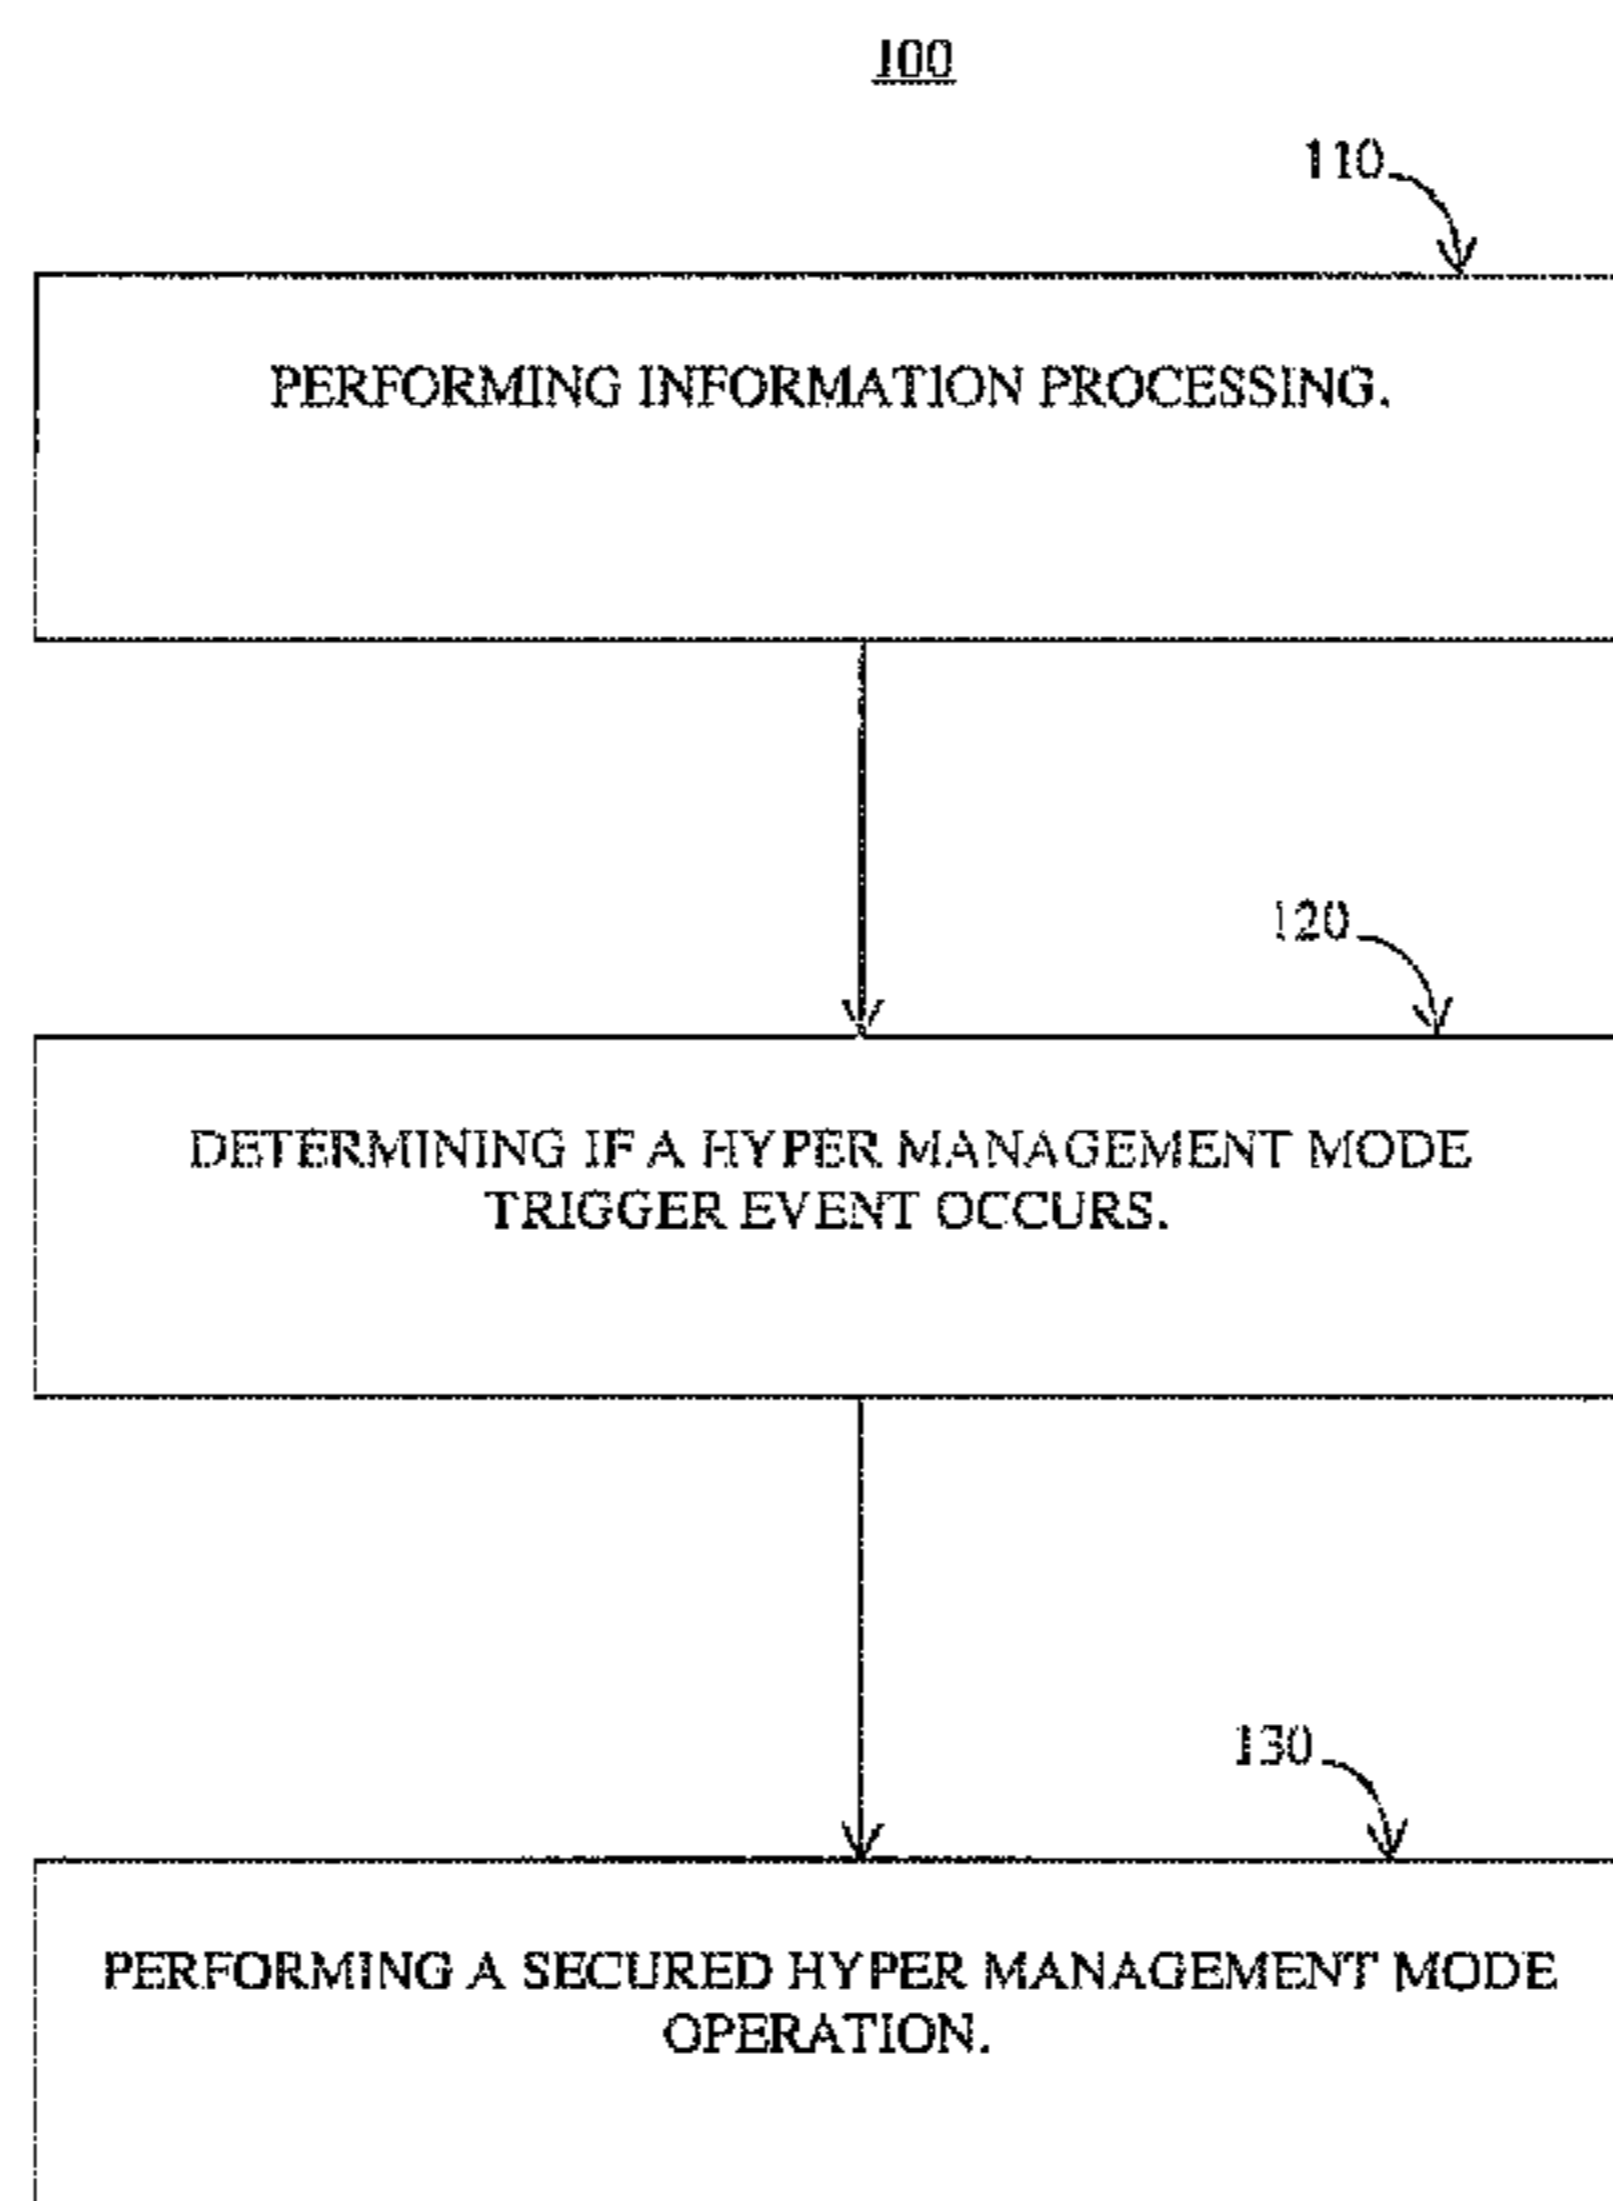 100
110
PERFORMING INFORMATION PROCESSING.
120
DETERMINING IF A HYPER MANAGEMENT MODE
TRIGGER EVENT OCCURS.
130
PERFORMING A SECURED HYPER MANAGEMENT MODE
OPERATION.